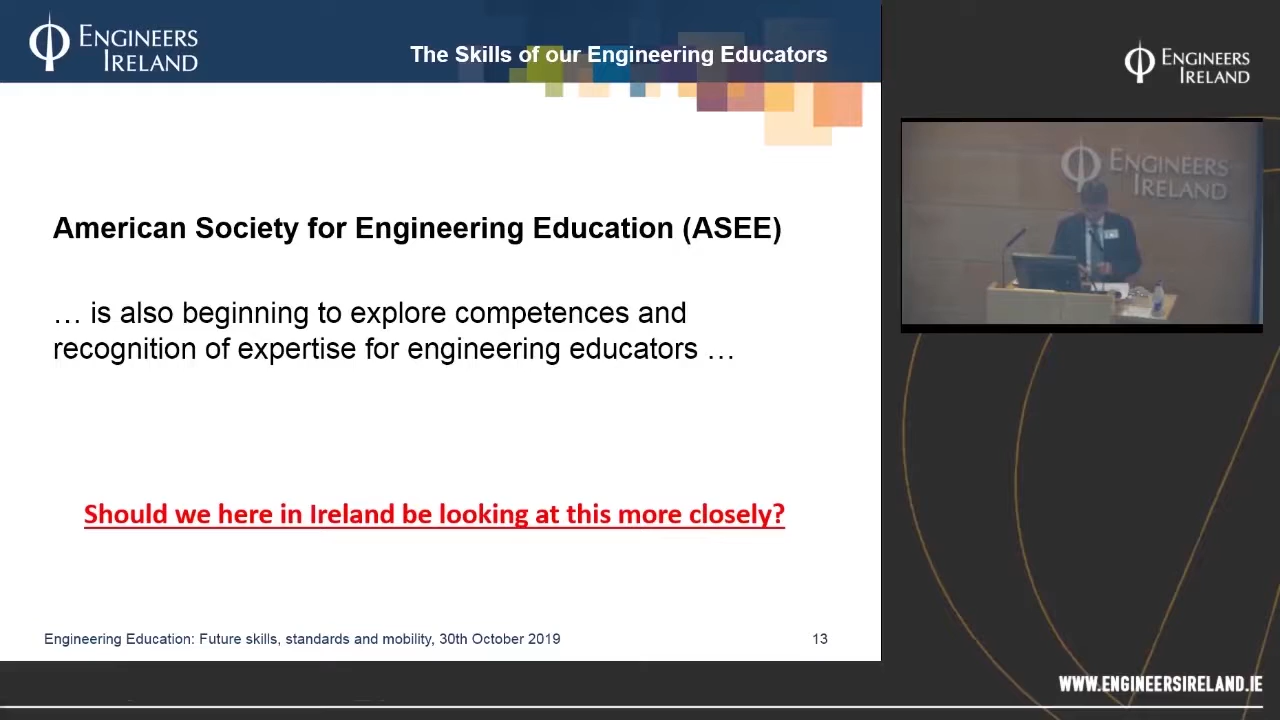 ENGINEERS
IRELAND
The Skills of our Engineering Educators
American Society for Engineering Education (ASEE)
… is also beginning to explore competences and
recognition of expertise for engineering educators …
Should we here in Ireland be looking at this more closely?
Engineering Education: Future skills, standards and mobility, 30th October 2019
13
ENGINEERS
IRELAND
ENGINEERS
IRELAND
WWW.ENGINEERSIRELAND.IE